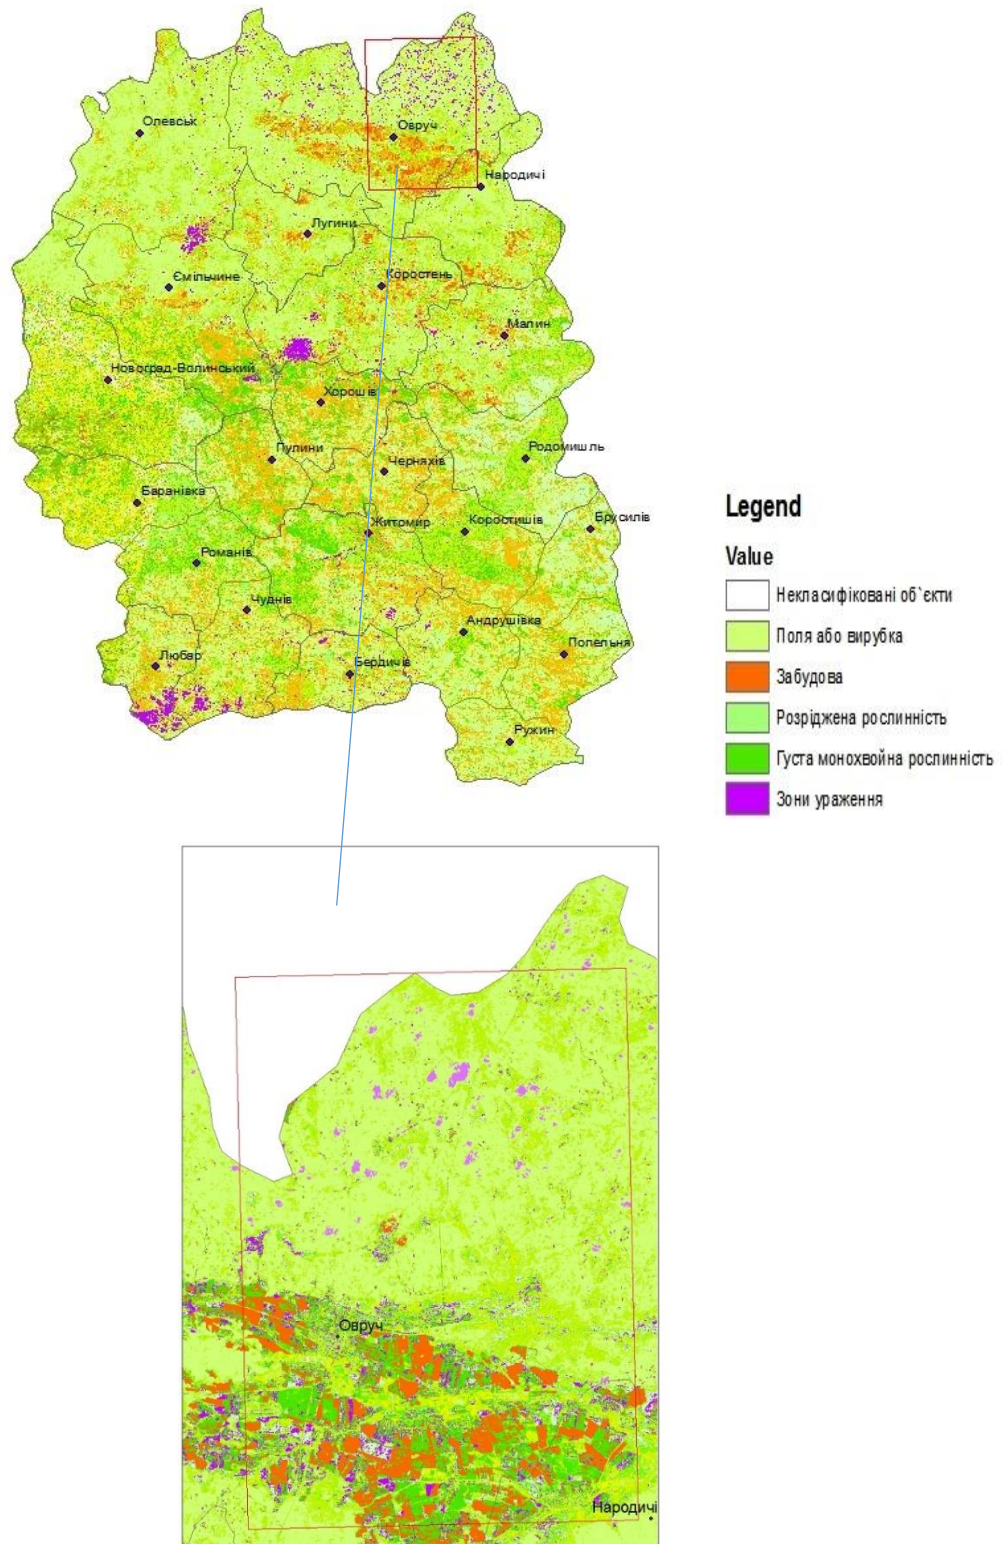 Олевськ
Овруч
Народичі
Лугини
Ємільчине
Коростень
Малин
Новоград-Волинський
Хорошів
Пулини
Черняхів
Родомишль
Баранівка
Житомир
Коростишів
Брусилів
Романів
Чуднів
Андрушівка
Попельня
Любар
Бердичів
Ружин
Legend
Value
Некласифіковані об`єкти
Поля або вирубка
Забудова
Розріджена рослинність
Густа монохвойна рослинність
Зони ураження
Овруч
Народичі